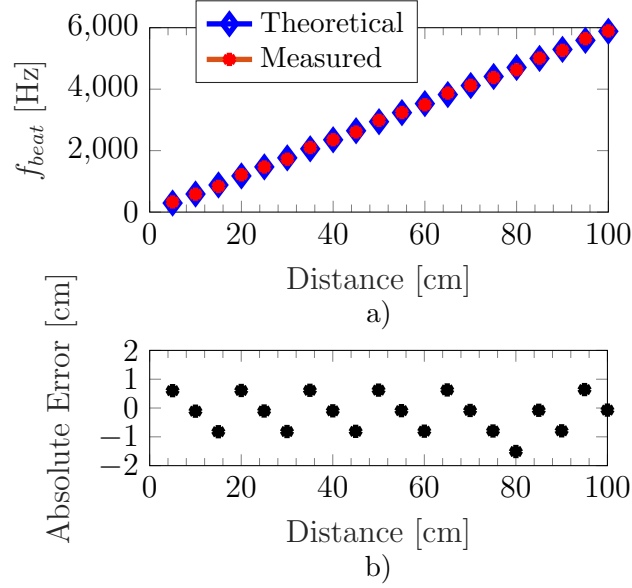 Theoretical
Measured
f_beat [Hz]
6,000
4,000
2,000
0
0 20 40 60 80 100
Distance [cm]
a)
Absolute Error [cm]
2
1
0
−1
−2
0 20 40 60 80 100
Distance [cm]
b)